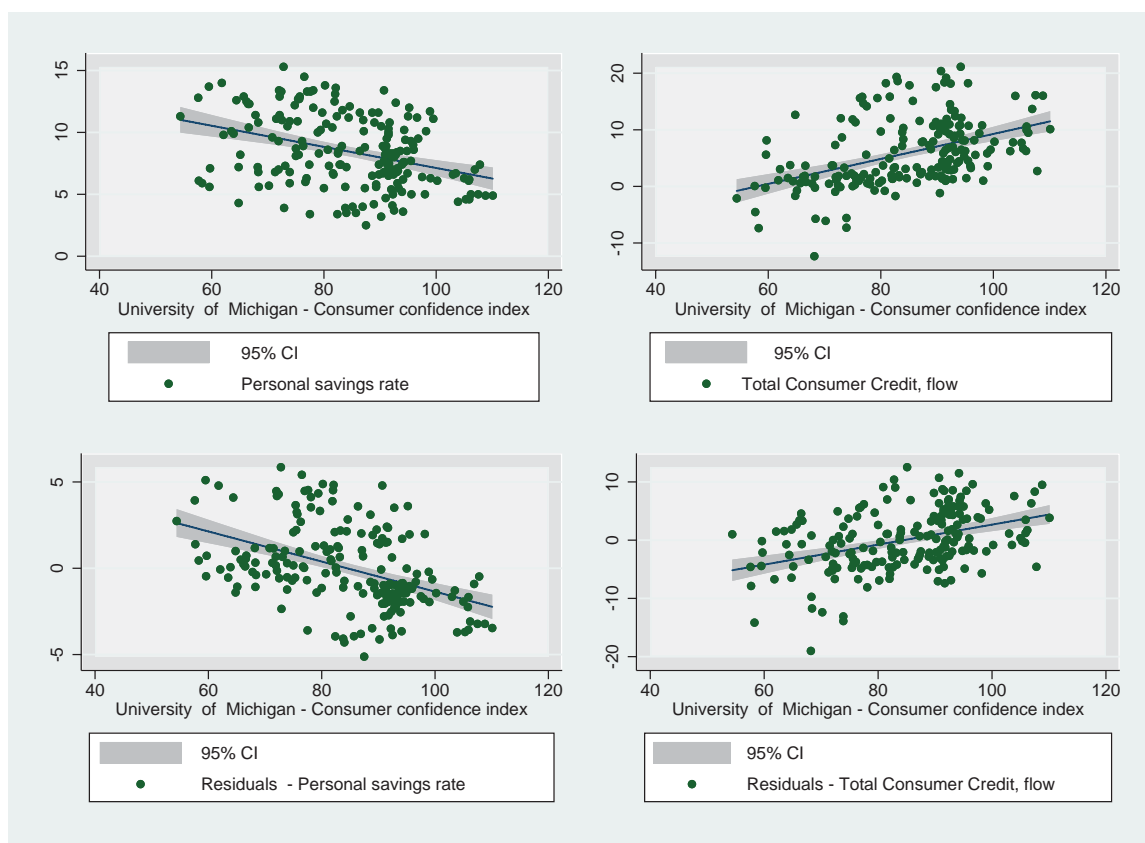 15
10
5
0
40 60 80 100 120
University of Michigan - Consumer confidence index
95% CI
Personal savings rate
20
10
0
-10
40 60 80 100 120
University of Michigan - Consumer confidence index
95% CI
Total Consumer Credit, flow
5
0
-5
40 60 80 100 120
University of Michigan - Consumer confidence index
95% CI
Residuals - Personal savings rate
10
0
-10
-20
40 60 80 100 120
University of Michigan - Consumer confidence index
95% CI
Residuals - Total Consumer Credit, flow